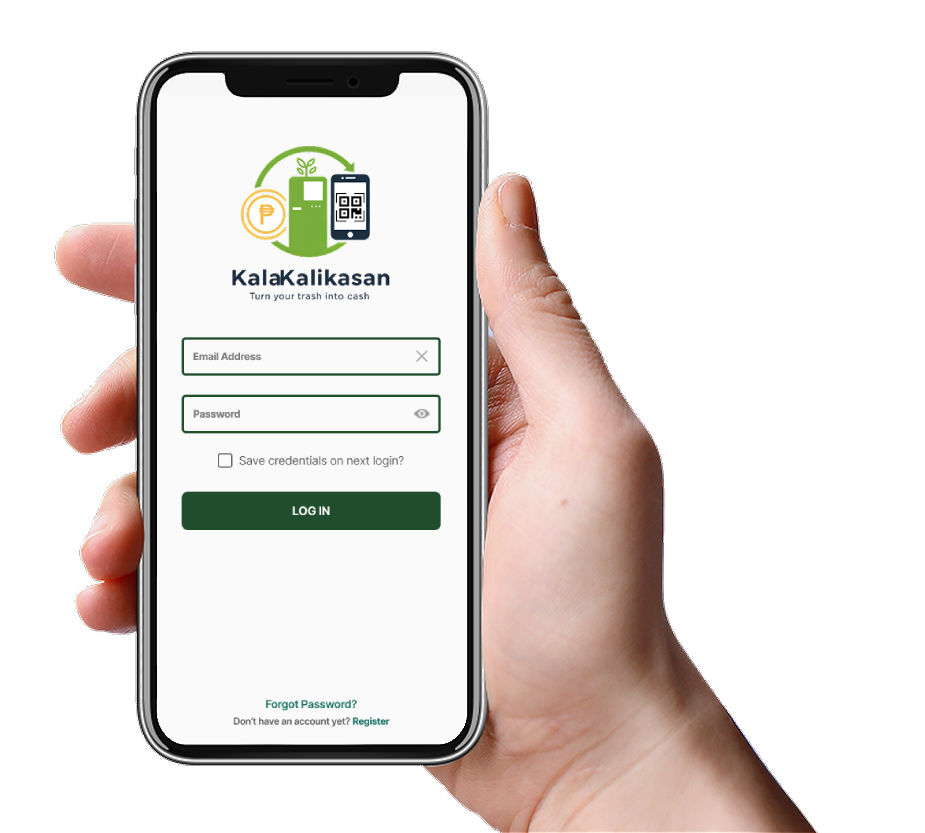 KalaKalikasan
Turn your trash into cash
Email Address
Password
Save credentials on next login?
LOG IN
Forgot Password?
Don't have an account yet? Register